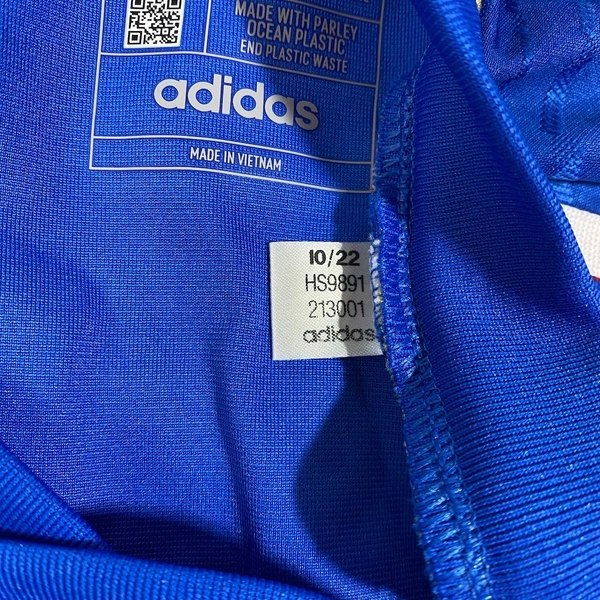 MADE WITH PARLEY
OCEAN PLASTIC
END PLASTIC WASTE
adidas
MADE IN VIETNAM
10/22
HS9891
213001
adidas